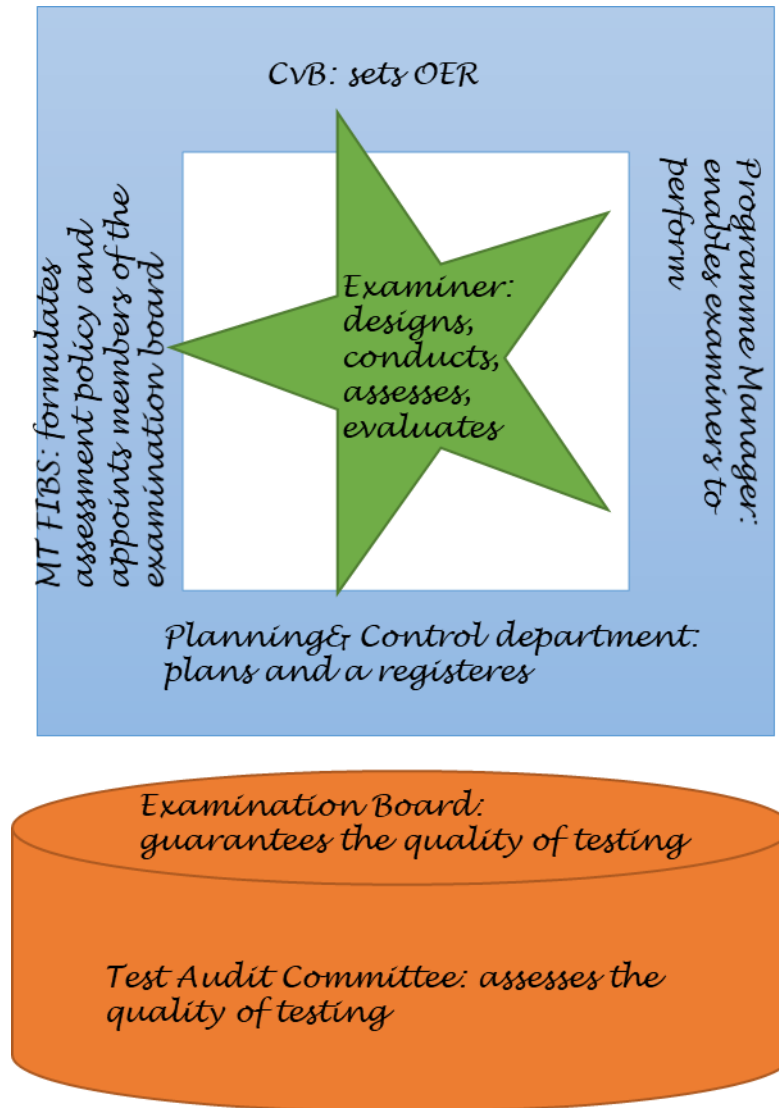 CvB: sets OER
Programme Manager:
enables examiners to
perform
Examiner:
designs,
conducts,
assesses,
evaluates
MT FIBS: formulates
assessment policy and
appoints members of the
examination board
Planning& Control department:
plans and a registeres
Examination Board:
guarantees the quality of testing
Test Audit Committee: assesses the
quality of testing